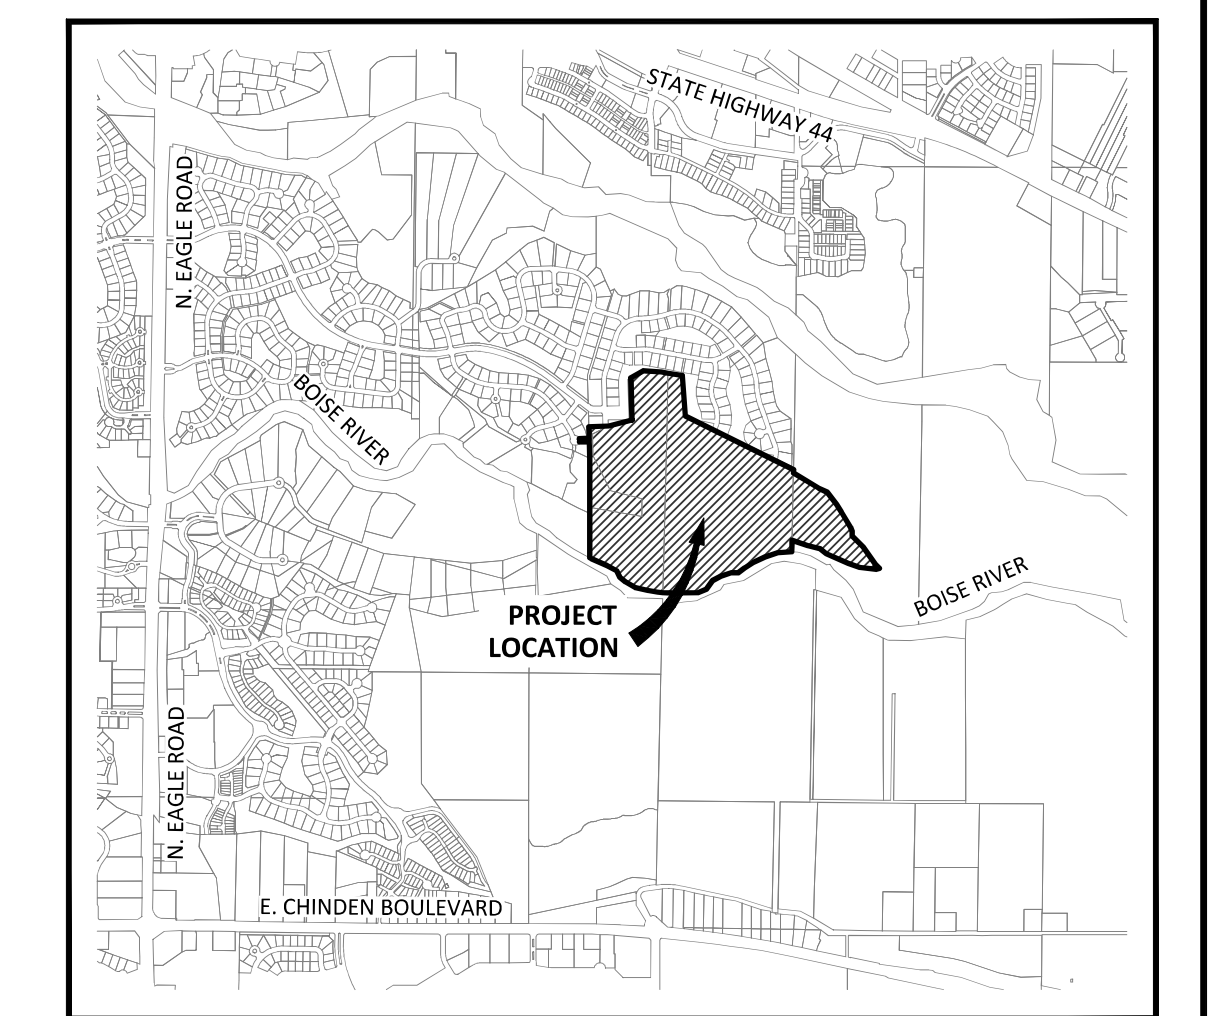 STATE HIGHWAY 44
N. EAGLE ROAD
BOISE RIVER
BOISE RIVER
PROJECT
LOCATION
N. EAGLE ROAD
E. CHINDEN BOULEVARD